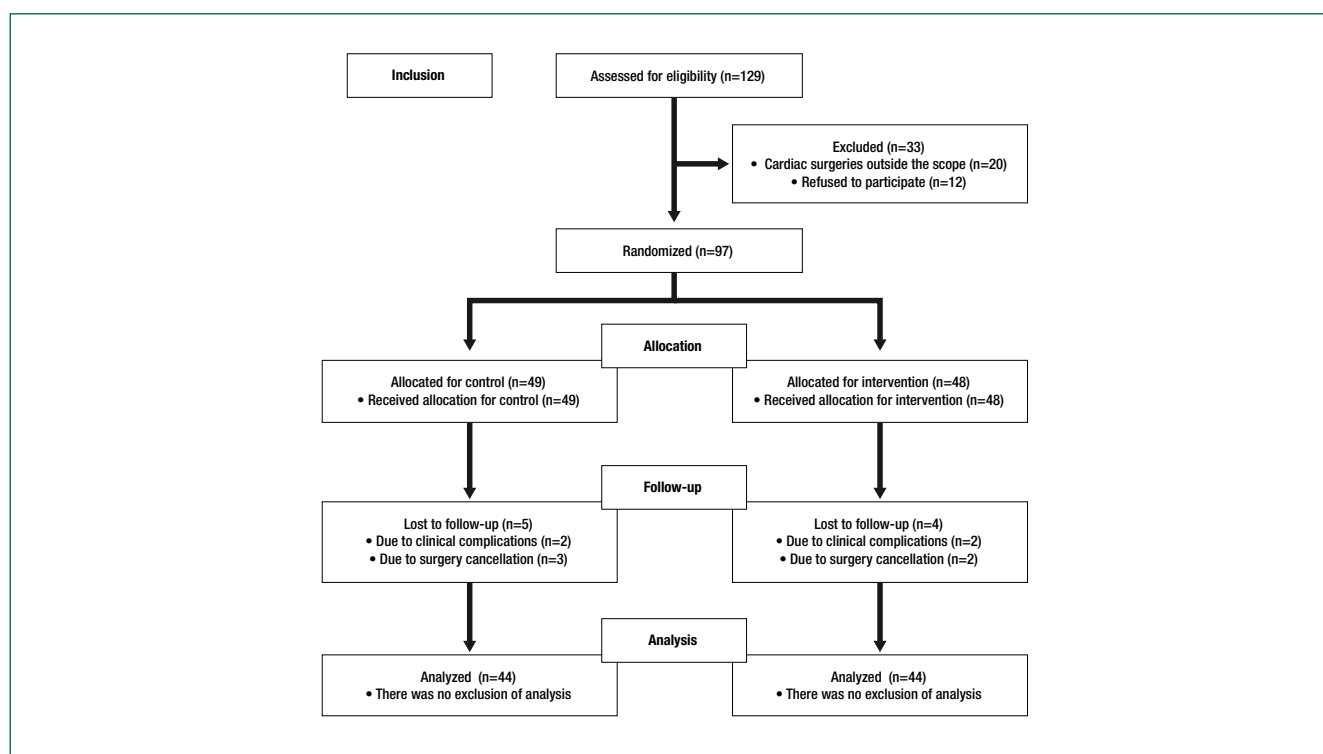 Inclusion
Assessed for eligibility (n=129)
Excluded (n=33)
• Cardiac surgeries outside the scope (n=20)
• Refused to participate (n=12)
Randomized (n=97)
Allocation
Allocated for control (n=49)
• Received allocation for control (n=49)
Allocated for intervention (n=48)
• Received allocation for intervention (n=48)
Follow-up
Lost to follow-up (n=5)
• Due to clinical complications (n=2)
• Due to surgery cancellation (n=3)
Lost to follow-up (n=4)
• Due to clinical complications (n=2)
• Due to surgery cancellation (n=2)
Analysis
Analyzed (n=44)
• There was no exclusion of analysis
Analyzed (n=44)
• There was no exclusion of analysis